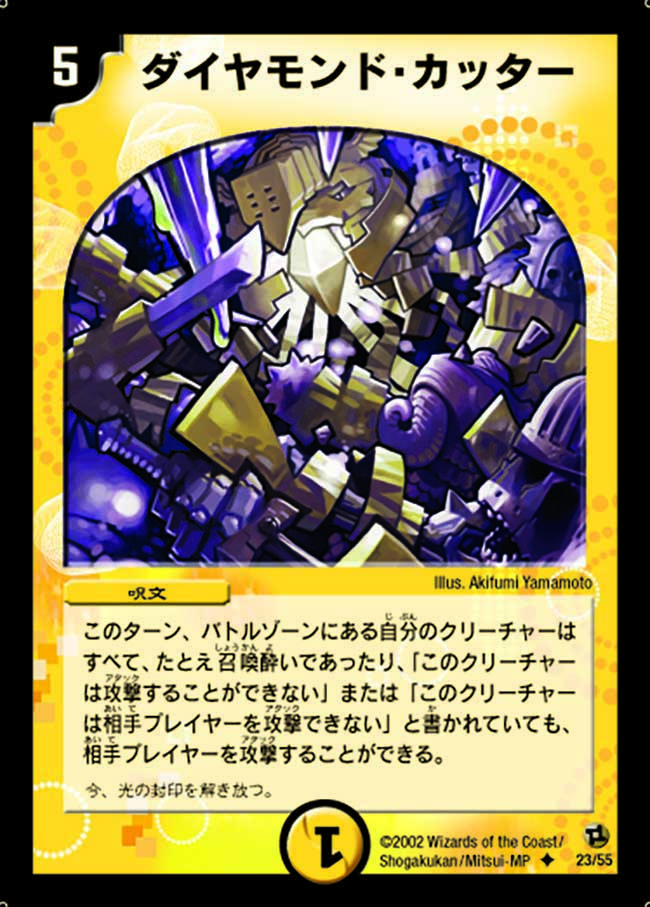 5
ダイヤモンド・カッター
Illus. Akifumi Yamamoto
呪文
このターン、バトルゾーンにある自分のクリーチャーは
すべて、たとえ召喚酔いであったり、「このクリーチャー
は攻撃することができない」または「このクリーチャー
は相手プレイヤーを攻撃できない」と書かれていても、
相手プレイヤーを攻撃することができる。
今、光の封印を解き放つ。
1
©2002 Wizards of the Coast/
Shogakukan/Mitsui-MP
23/55